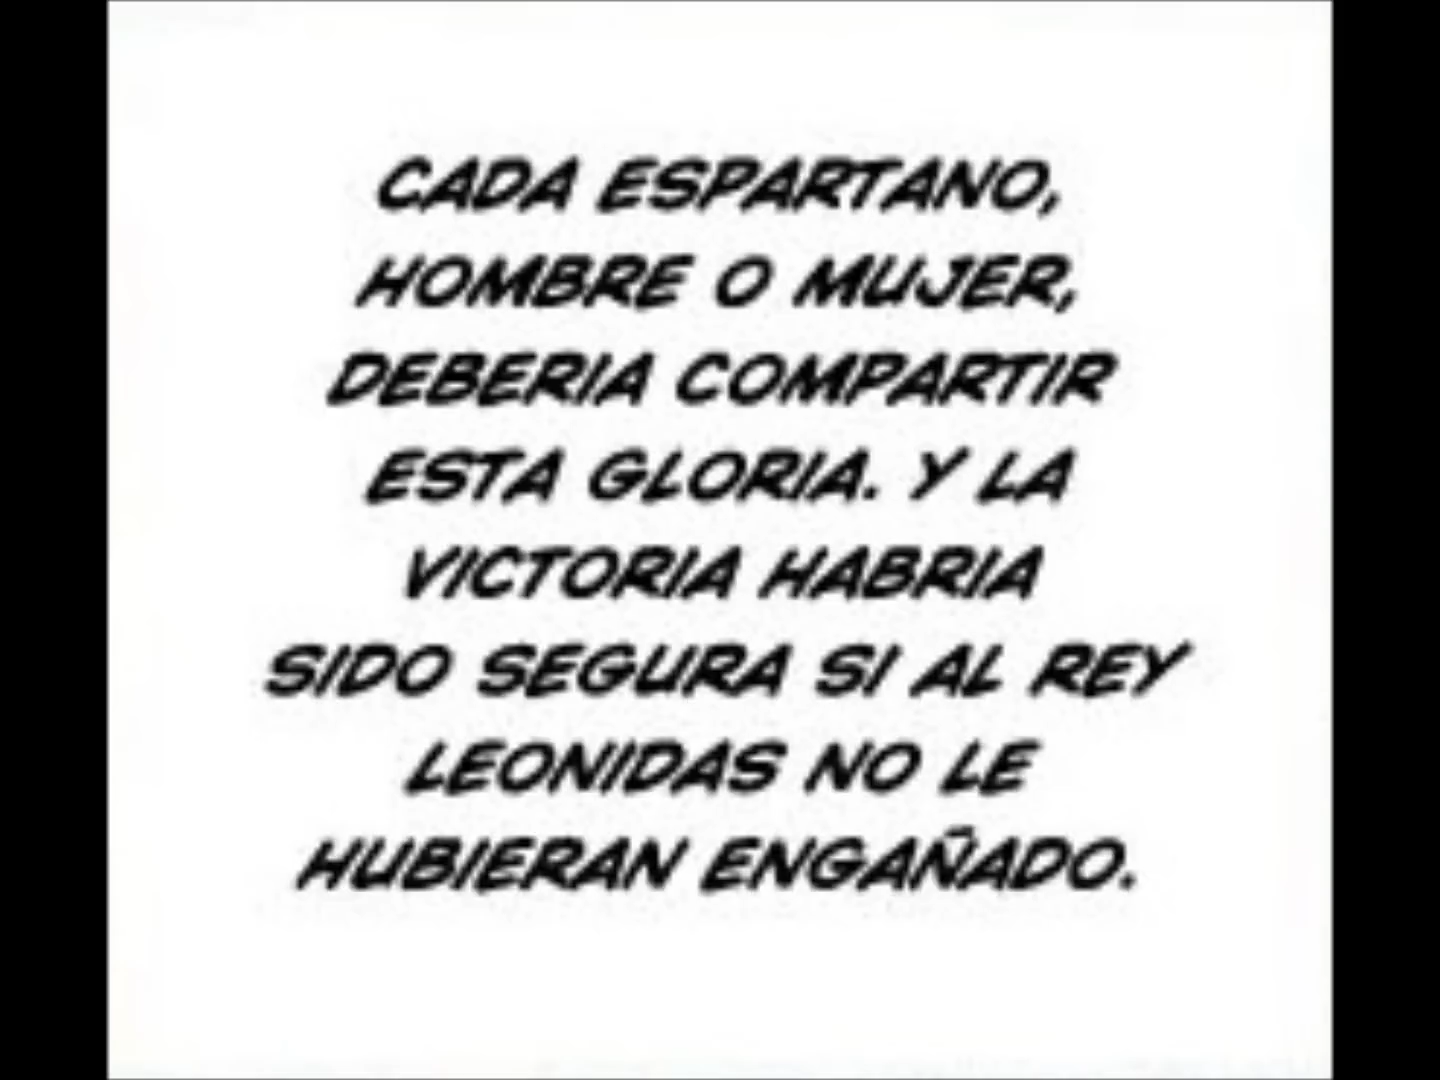 CADA ESPARTANO,
HOMBRE O MUJER,
DEBERIA COMPARTIR
ESTA GLORIA. Y LA
VICTORIA HABRIA
SIDO SEGURA SI AL REY
LEONIDAS NO LE
HUBIERAN ENGAÑADO.